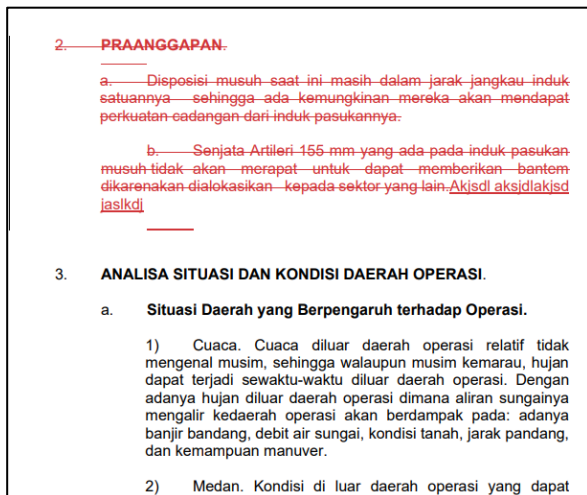 2. PRAANGGAPAN.
a. Disposisi musuh saat ini masih dalam jarak jangkau induk
satuannya sehingga ada kemungkinan mereka akan mendapat
perkuatan cadangan dari induk pasukannya.
b. Senjata Artileri 155 mm yang ada pada induk pasukan
musuh tidak akan merapat untuk dapat memberikan bantem
dikarenakan dialokasikan kepada sektor yang lain.Akjsdl aksjdlakjsd
jaslkdj
3. ANALISA SITUASI DAN KONDISI DAERAH OPERASI.
a. Situasi Daerah yang Berpengaruh terhadap Operasi.
1) Cuaca. Cuaca diluar daerah operasi relatif tidak
mengenal musim, sehingga walaupun musim kemarau, hujan
dapat terjadi sewaktu-waktu diluar daerah operasi. Dengan
adanya hujan diluar daerah operasi dimana aliran sungainya
mengalir kedaerah operasi akan berdampak pada: adanya
banjir bandang, debit air sungai, kondisi tanah, jarak pandang,
dan kemampuan manuver.
2) Medan. Kondisi di luar daerah operasi yang dapat